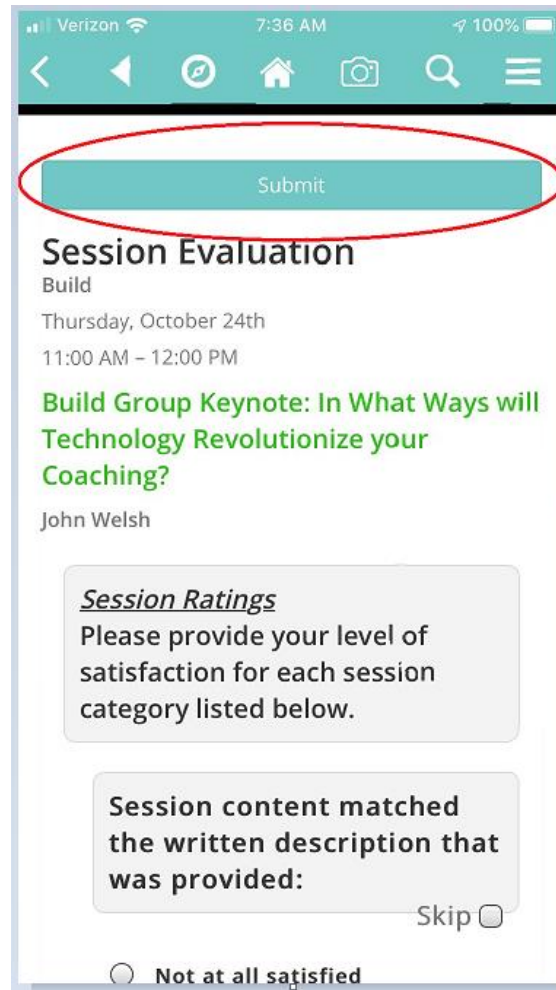 Verizon 7:36 AM 100%
Submit
Session Evaluation
Build
Thursday, October 24th
11:00 AM – 12:00 PM
Build Group Keynote: In What Ways will
Technology Revolutionize your
Coaching?
John Welsh
Session Ratings
Please provide your level of
satisfaction for each session
category listed below.
Session content matched
the written description that
was provided:
Skip
Not at all satisfied